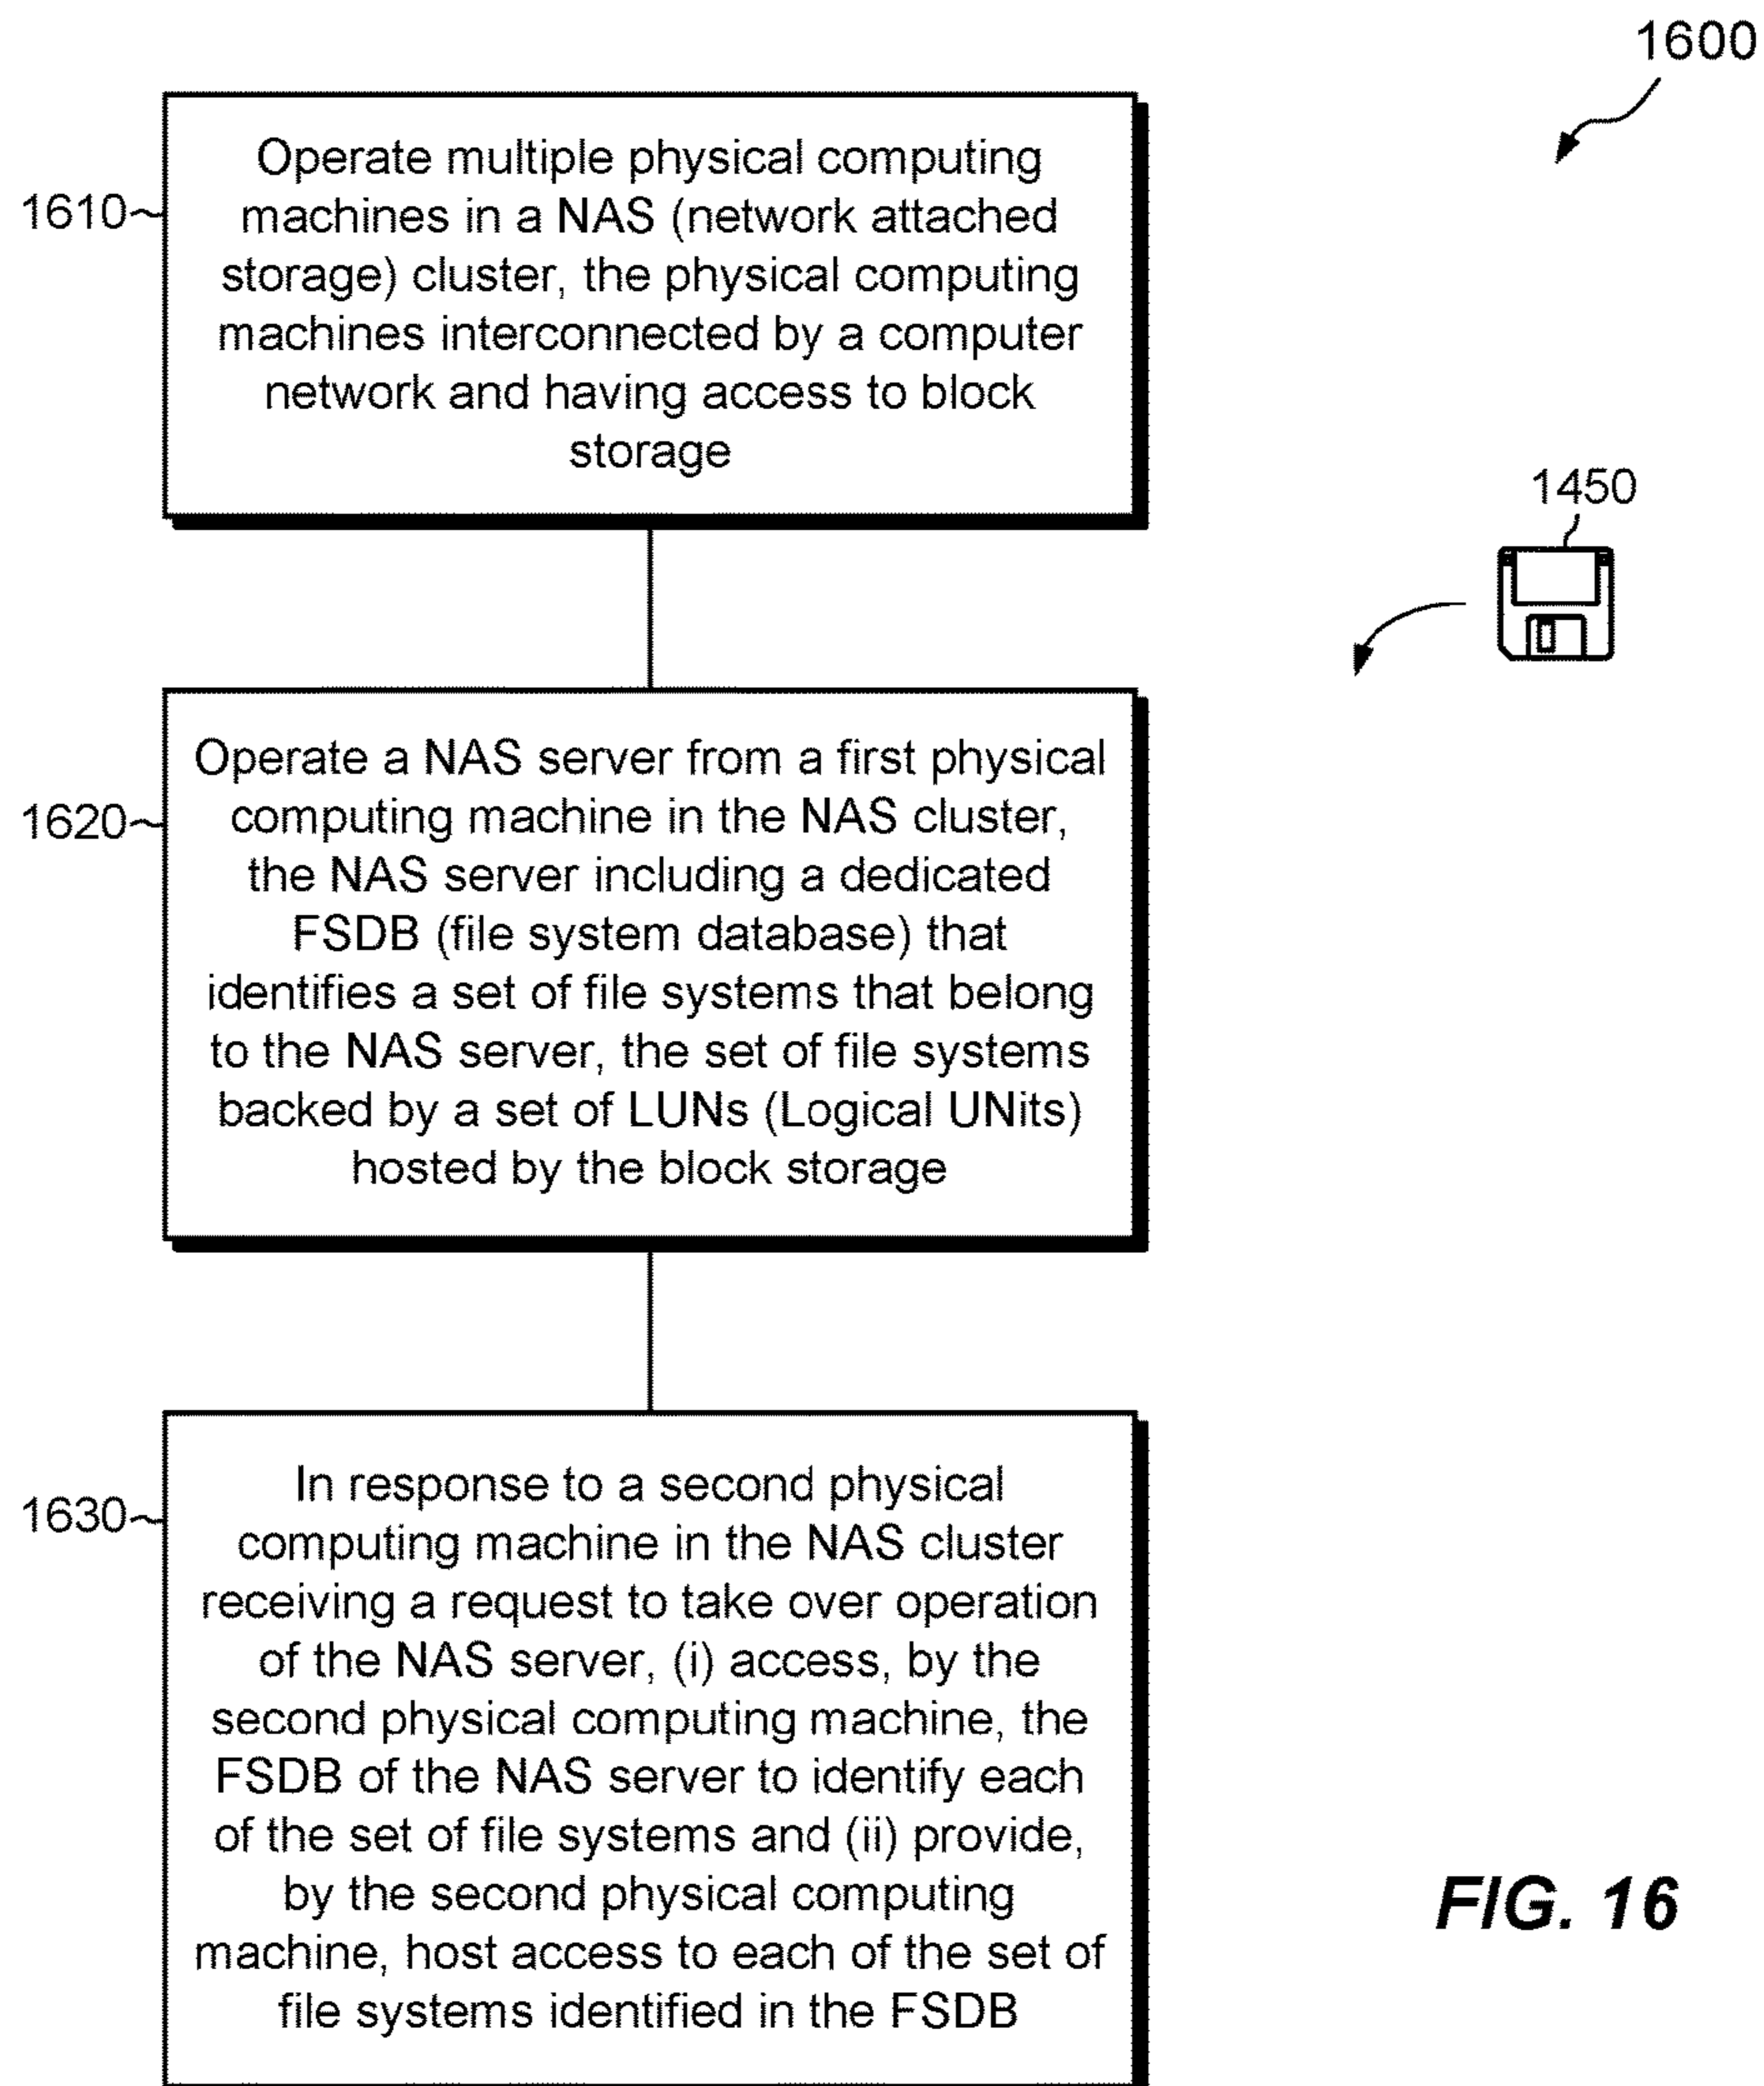 1600
1610
Operate multiple physical computing
machines in a NAS (network attached
storage) cluster, the physical computing
machines interconnected by a computer
network and having access to block
storage
1450
1620
Operate a NAS server from a first physical
computing machine in the NAS cluster,
the NAS server including a dedicated
FSDB (file system database) that
identifies a set of file systems that belong
to the NAS server, the set of file systems
backed by a set of LUNs (Logical UNits)
hosted by the block storage
1630
In response to a second physical
computing machine in the NAS cluster
receiving a request to take over operation
of the NAS server, (i) access, by the
second physical computing machine, the
FSDB of the NAS server to identify each
of the set of file systems and (ii) provide,
by the second physical computing
machine, host access to each of the set of
file systems identified in the FSDB
FIG. 16